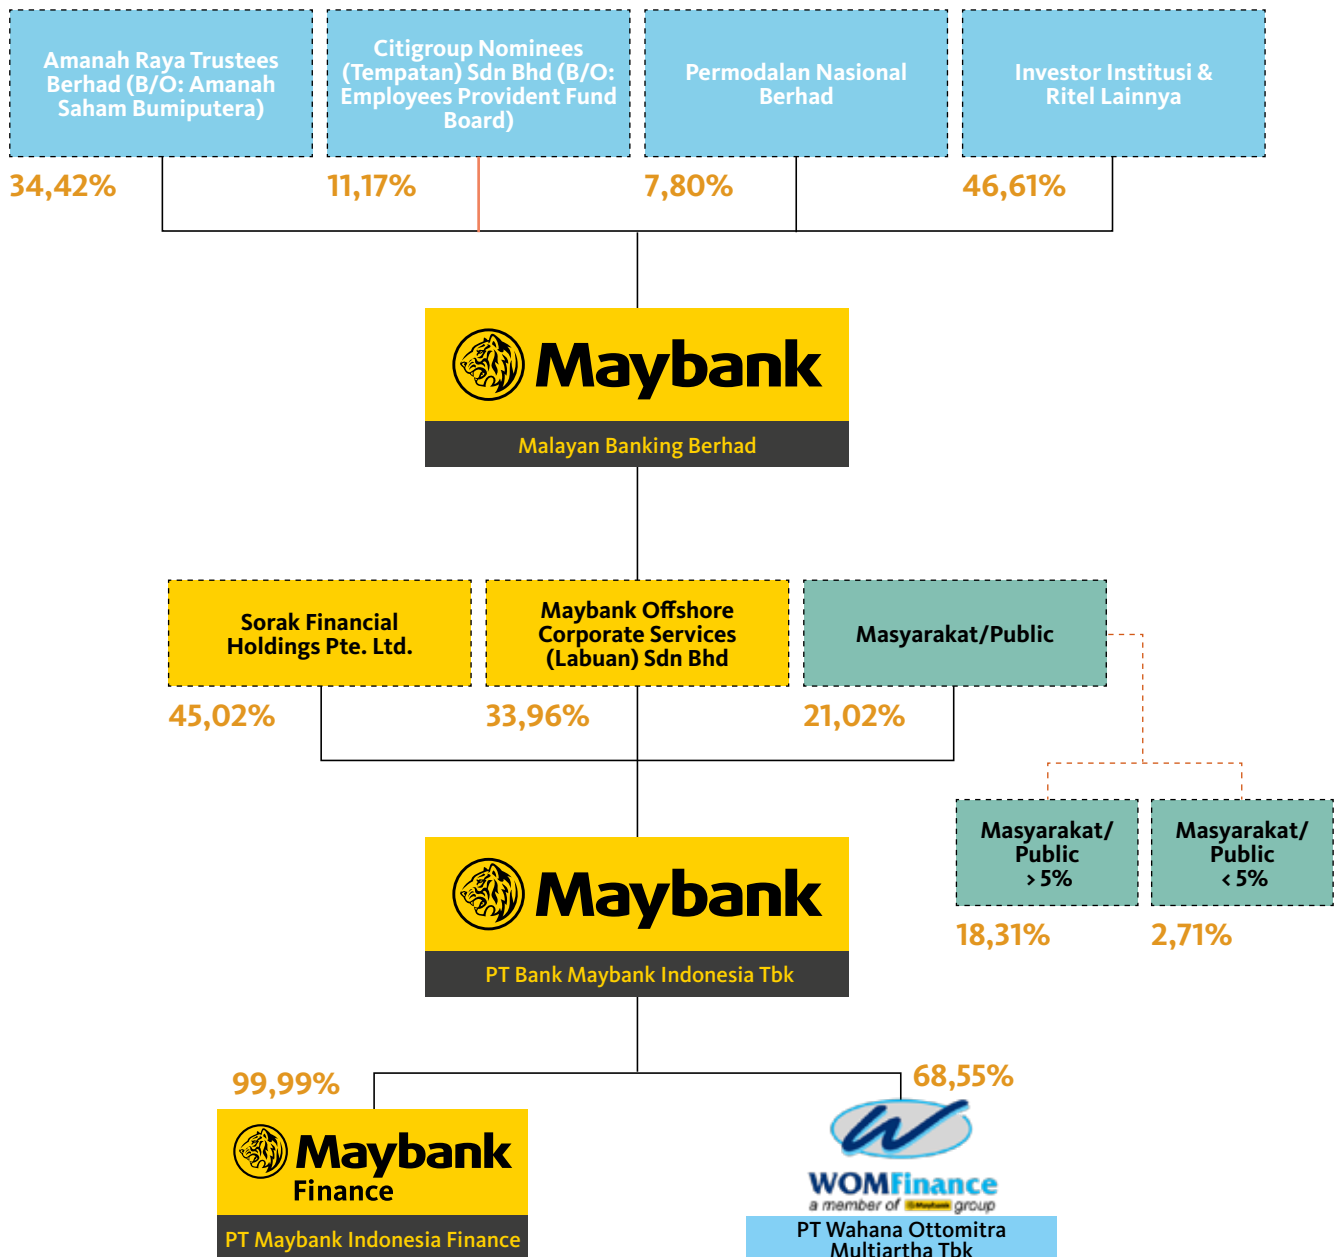 Amanah Raya Trustees
Berhad (B/O: Amanah
Saham Bumiputera)
34,42%
Citigroup Nominees
(Tempatan) Sdn Bhd (B/O:
Employees Provident Fund
Board)
11,17%
Permodalan Nasional
Berhad
7,80%
Investor Institusi &
Ritel Lainnya
46,61%
Maybank
Malayan Banking Berhad
Sorak Financial
Holdings Pte. Ltd.
45,02%
Maybank Offshore
Corporate Services
(Labuan) Sdn Bhd
33,96%
Masyarakat/Public
21,02%
Masyarakat/
Public
> 5%
18,31%
Masyarakat/
Public
< 5%
2,71%
Maybank
PT Bank Maybank Indonesia Tbk
99,99%
Maybank
Finance
PT Maybank Indonesia Finance
68,55%
W
WOMFinance
a member of Maybank group
PT Wahana Ottomitra
Multiartha Tbk